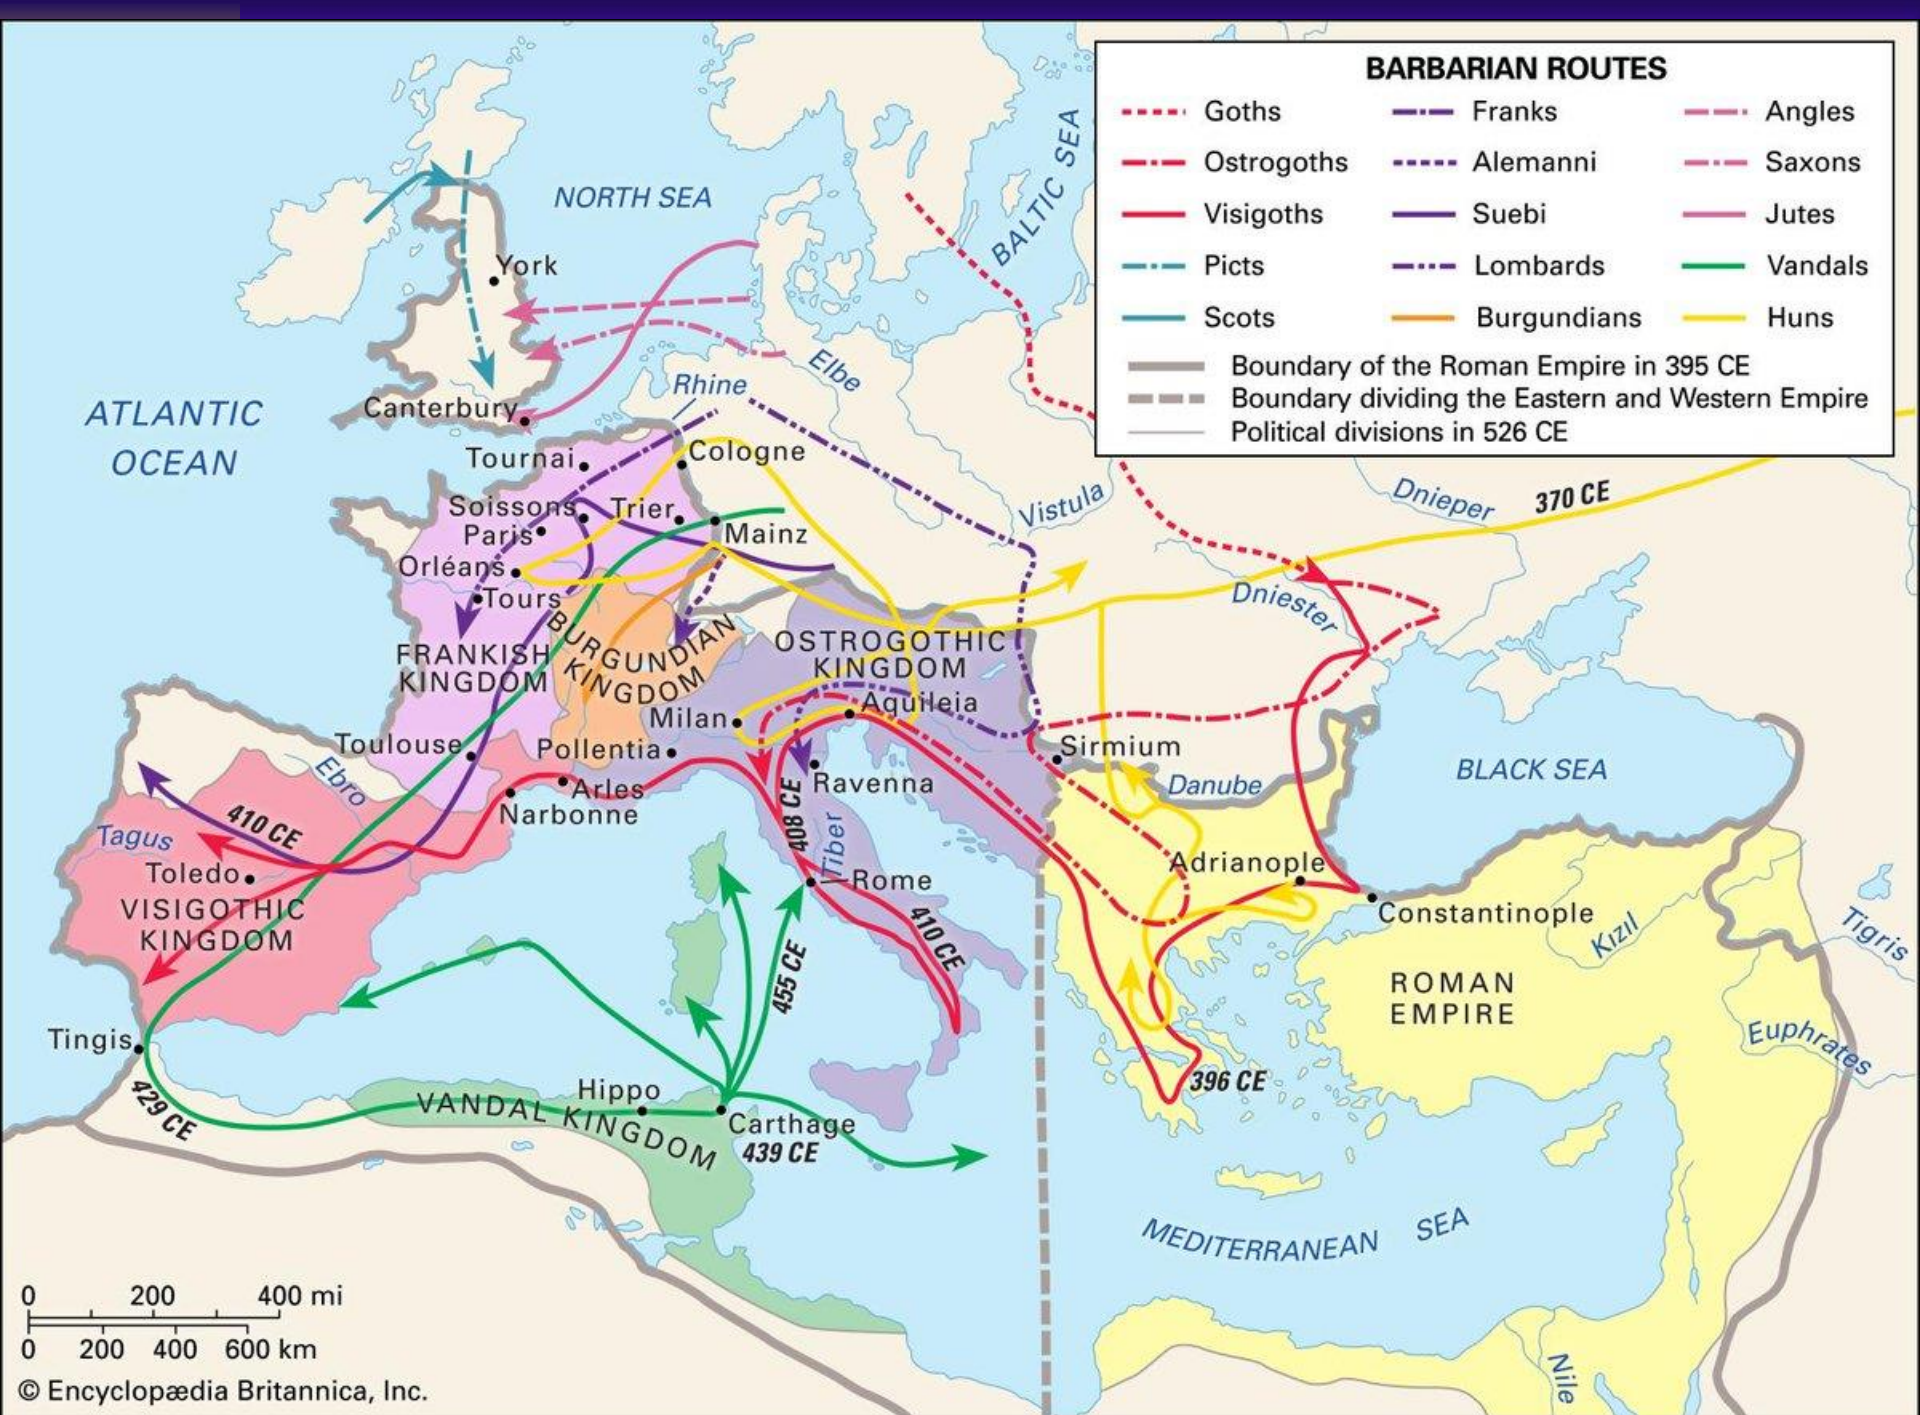 BARBARIAN ROUTES
Goths
Franks
Angles
Ostrogoths
Alemanni
Saxons
Visigoths
Suebi
Jutes
Picts
Lombards
Vandals
Scots
Burgundians
Huns
Boundary of the Roman Empire in 395 CE
Boundary dividing the Eastern and Western Empire
Political divisions in 526 CE
NORTH SEA
BALTIC SEA
York
Elbe
Rhine
Canterbury
ATLANTIC
OCEAN
Tournai
Cologne
Soissons
Trier
Vistula
Dnieper
370 CE
Paris
Mainz
Orléans
Tours
Dniester
BURGUNDIAN
KINGDOM
OSTROGOTHIC
KINGDOM
FRANKISH
KINGDOM
Aquileia
Milan
Toulouse
Pollentia
Sirmium
Ebro
Ravenna
Danube
BLACK SEA
Arles
Narbonne
410 CE
408 CE
Tagus
Tiber
Toledo
Rome
Adrianople
VISIGOTHIC
KINGDOM
410 CE
Constantinople
Kızıl
Tigris
455 CE
ROMAN
EMPIRE
Tingis
Euphrates
429 CE
Hippo
396 CE
VANDAL KINGDOM
Carthage
439 CE
MEDITERRANEAN SEA
0 200 400 mi
0 200 400 600 km
Nile
© Encyclopædia Britannica, Inc.